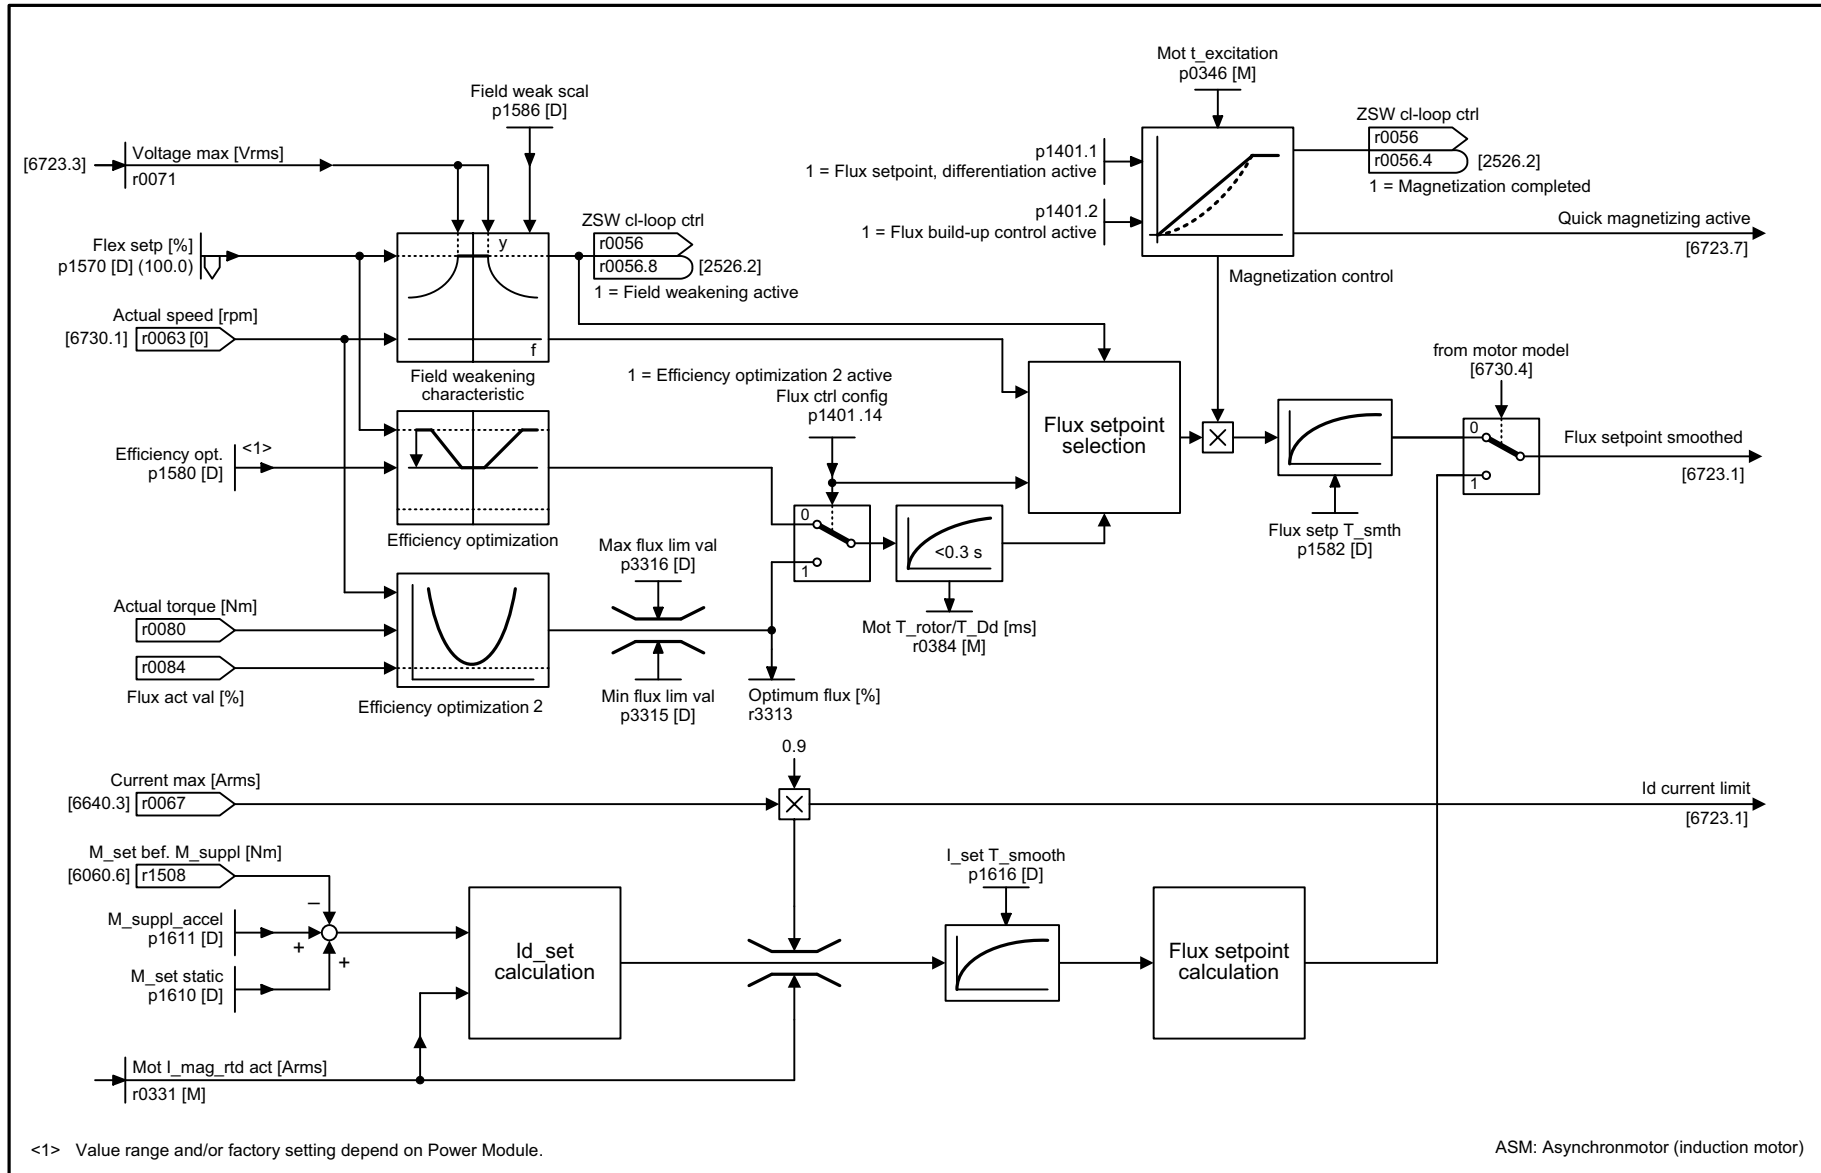 Mot t_excitation
p0346 [M]
Field weak scal
p1586 [D]
ZSW cl-loop ctrl
r0056
r0056.4
[2526.2]
1 = Magnetization completed
[6723.3]
Voltage max [Vrms]
r0071
p1401.1
1 = Flux setpoint, differentiation active
p1401.2
1 = Flux build-up control active
Quick magnetizing active
[6723.7]
Magnetization control
ZSW cl-loop ctrl
r0056
r0056.8
[2526.2]
1 = Field weakening active
Flex setp [%]
p1570 [D] (100.0)
y
f
Actual speed [rpm]
[6730.1]
r0063 [0]
Field weakening
characteristic
1 = Efficiency optimization 2 active
Flux ctrl config
p1401 .14
Flux setpoint
selection
from motor model
[6730.4]
0
1
Flux setpoint smoothed
[6723.1]
Flux setp T_smth
p1582 [D]
Efficiency opt.
p1580 [D]
<1>
Efficiency optimization
0
1
<0.3 s
Max flux lim val
p3316 [D]
Mot T_rotor/T_Dd [ms]
r0384 [M]
Actual torque [Nm]
r0080
r0084
Flux act val [%]
Efficiency optimization 2
Min flux lim val
p3315 [D]
Optimum flux [%]
r3313
0.9
Current max [Arms]
[6640.3]
r0067
Id current limit
[6723.1]
M_set bef. M_suppl [Nm]
[6060.6]
r1508
–
M_suppl_accel
p1611 [D]
+
M_set static
p1610 [D]
+
Id_set
calculation
I_set T_smooth
p1616 [D]
Flux setpoint
calculation
Mot I_mag_rtd act [Arms]
r0331 [M]
<1> Value range and/or factory setting depend on Power Module.
ASM: Asynchronmotor (induction motor)